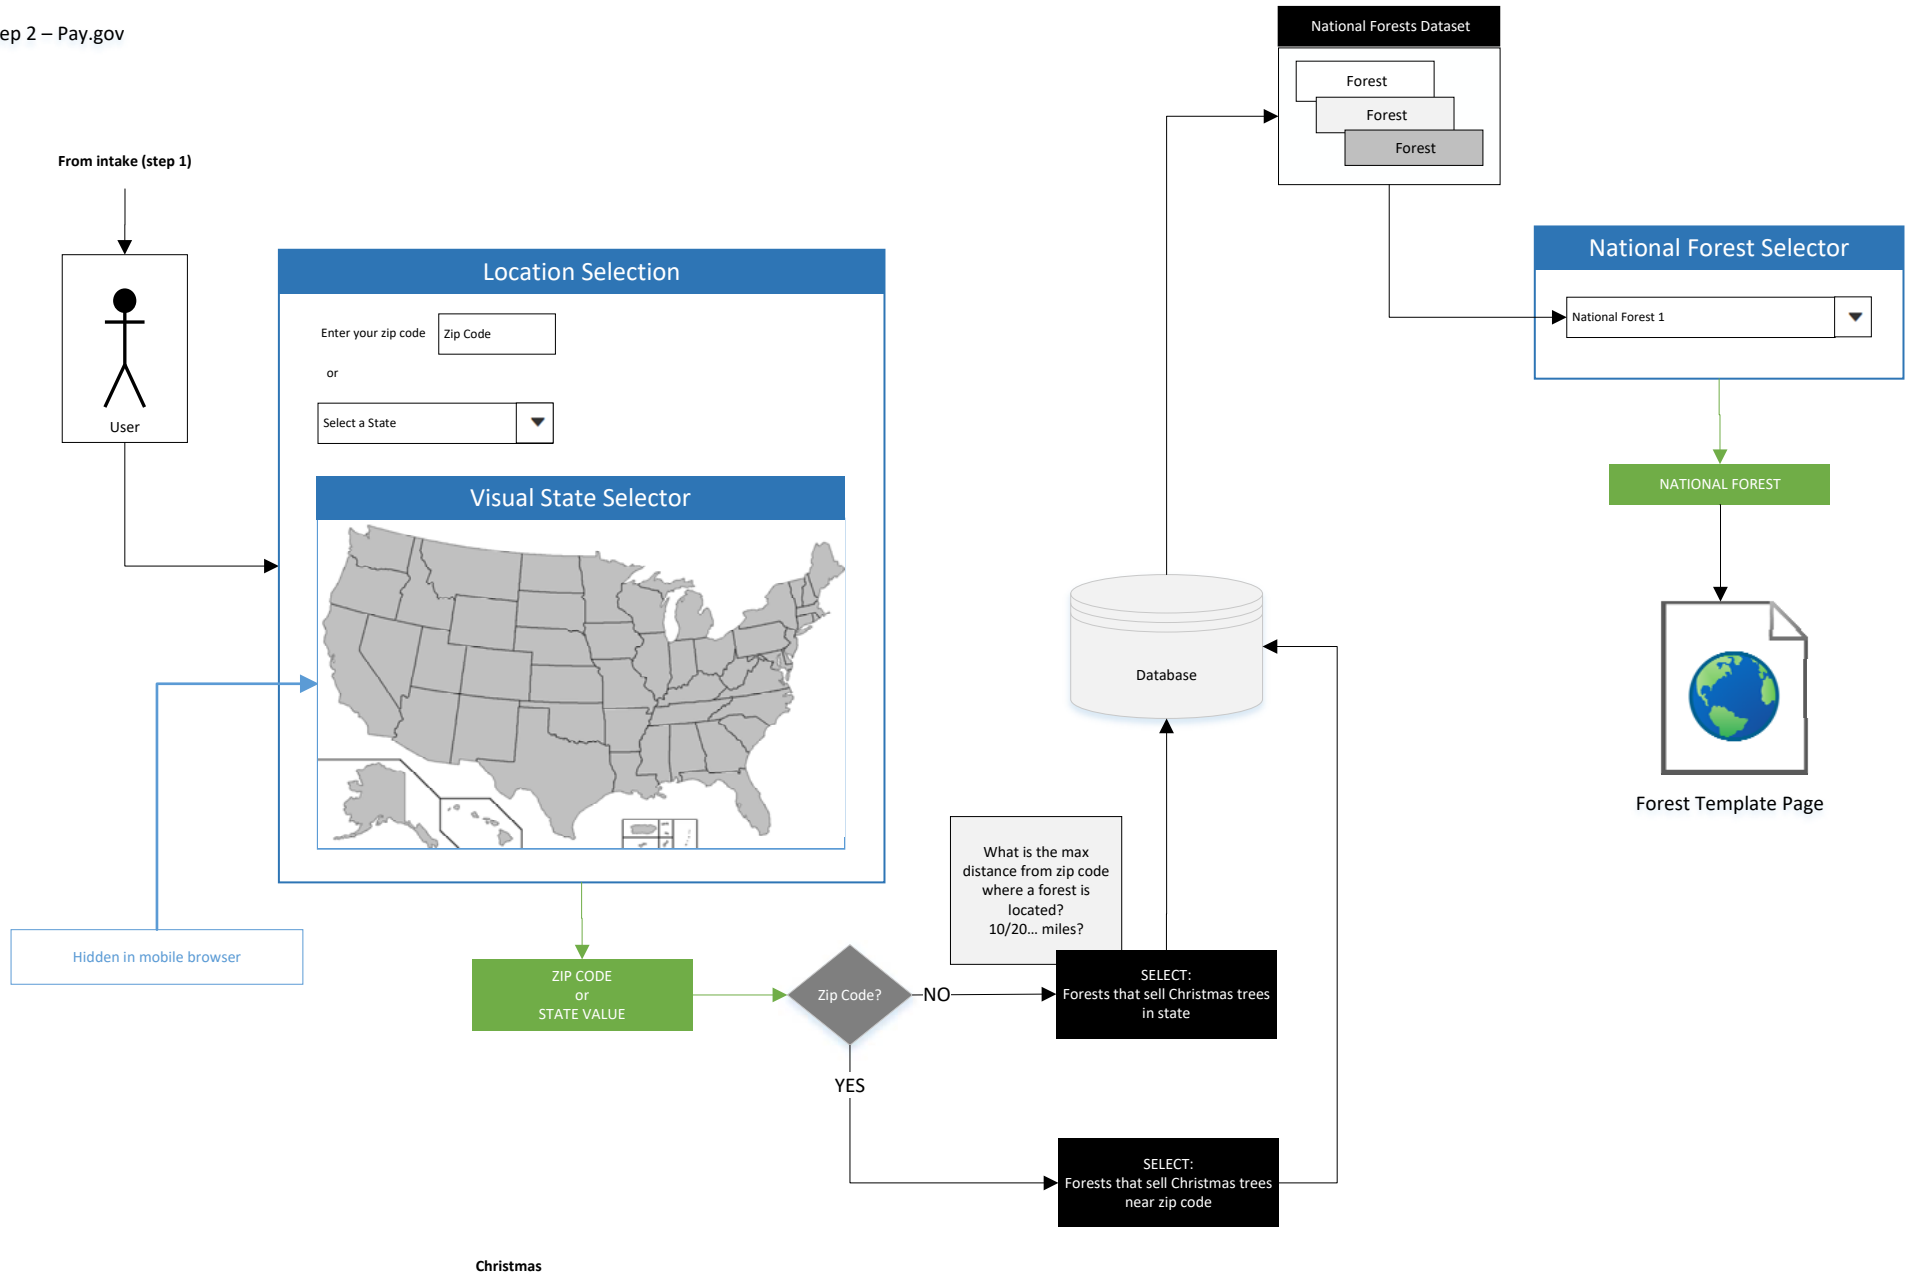 ep 2 – Pay.gov
National Forests Dataset
Forest
Forest
Forest
From intake (step 1)
User
Location Selection
Enter your zip code
Zip Code
or
Select a State
Visual State Selector
National Forest Selector
National Forest 1
NATIONAL FOREST
Forest Template Page
Database
What is the max
distance from zip code
where a forest is
located?
10/20... miles?
Hidden in mobile browser
ZIP CODE
or
STATE VALUE
Zip Code?
NO
SELECT:
Forests that sell Christmas trees
in state
YES
SELECT:
Forests that sell Christmas trees
near zip code
Christmas